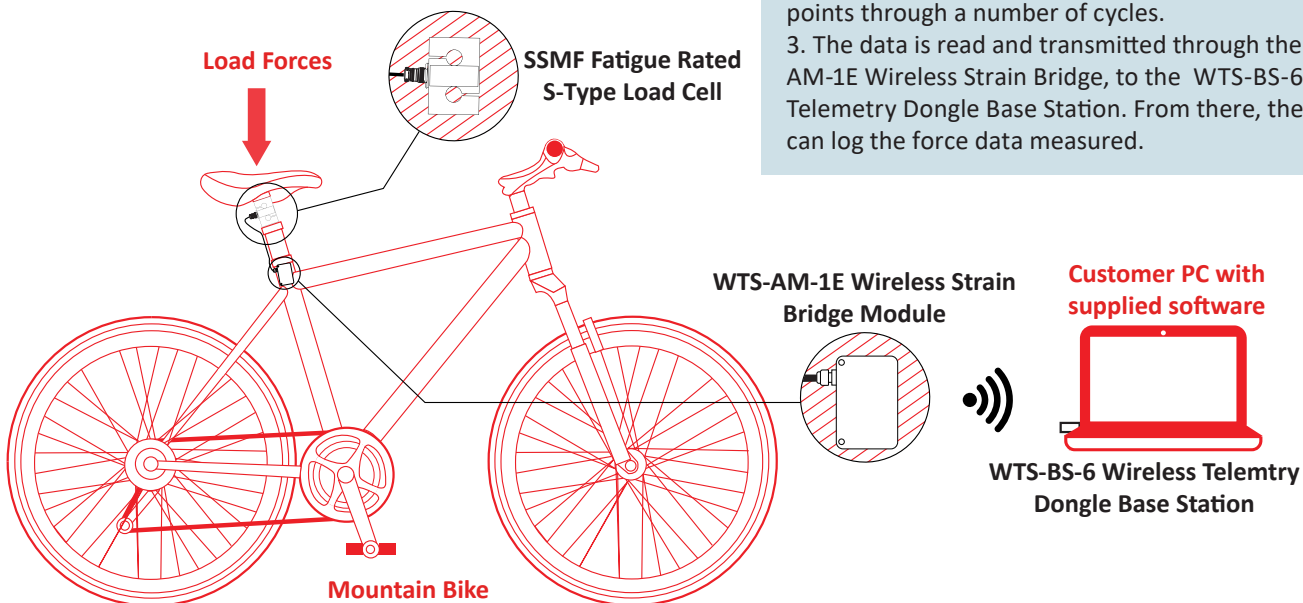 points through a number of cycles.
3. The data is read and transmitted through the
AM-1E Wireless Strain Bridge, to the WTS-BS-6
Telemetry Dongle Base Station. From there, the
can log the force data measured.
Load Forces
SSMF Fatigue Rated
S-Type Load Cell
WTS-AM-1E Wireless Strain
Bridge Module
Customer PC with
supplied software
WTS-BS-6 Wireless Telemtry
Dongle Base Station
Mountain Bike